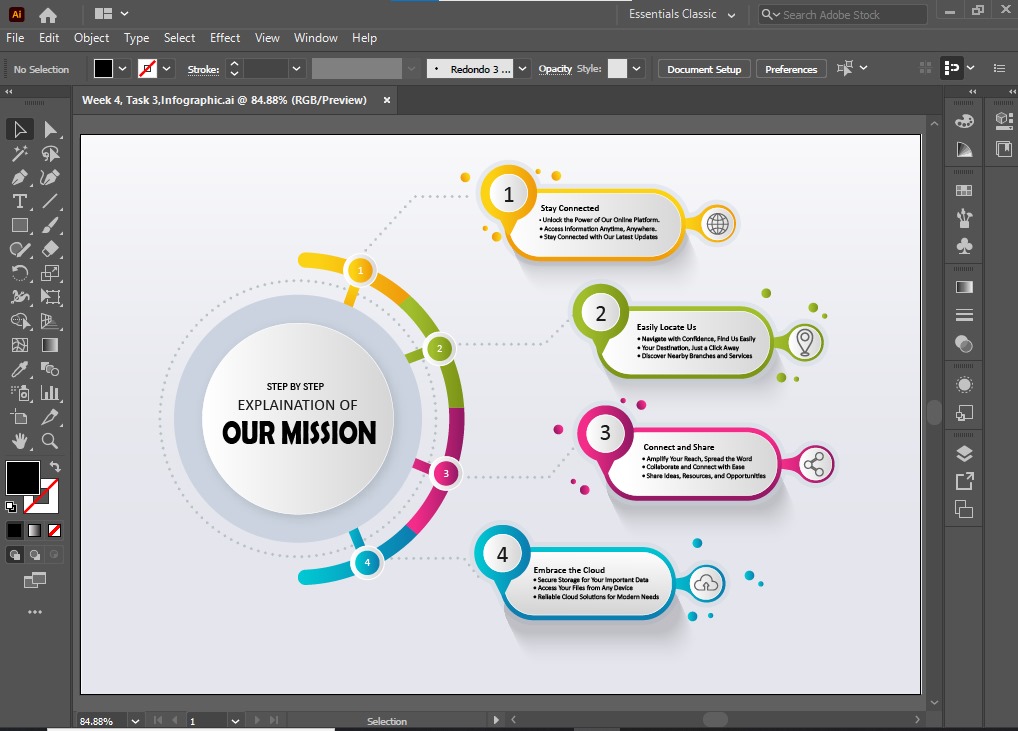 Ai
Essentials Classic
Search Adobe Stock
File Edit Object Type Select Effect View Window Help
No Selection
Stroke:
Redondo 3 ...
Opacity
Style:
Document Setup
Preferences
Week 4, Task 3,Infographic.ai @ 84.88% (RGB/Preview)
STEP BY STEP
EXPLAINATION OF
OUR MISSION
1
2
3
4
1
Stay Connected
• Unlock the Power of Our Online Platform.
• Access Information Anytime, Anywhere.
• Stay Connected with Our Latest Updates
2
Easily Locate Us
• Navigate with Confidence, Find Us Easily
• Your Destination, Just a Click Away
• Discover Nearby Branches and Services
3
Connect and Share
• Amplify Your Reach, Spread the Word
• Collaborate and Connect with Ease
• Share Ideas, Resources, and Opportunities
4
Embrace the Cloud
• Secure Storage for Your Important Data
• Access Your Files from Any Device
• Reliable Cloud Solutions for Modern Needs
84.88%
1
Selection